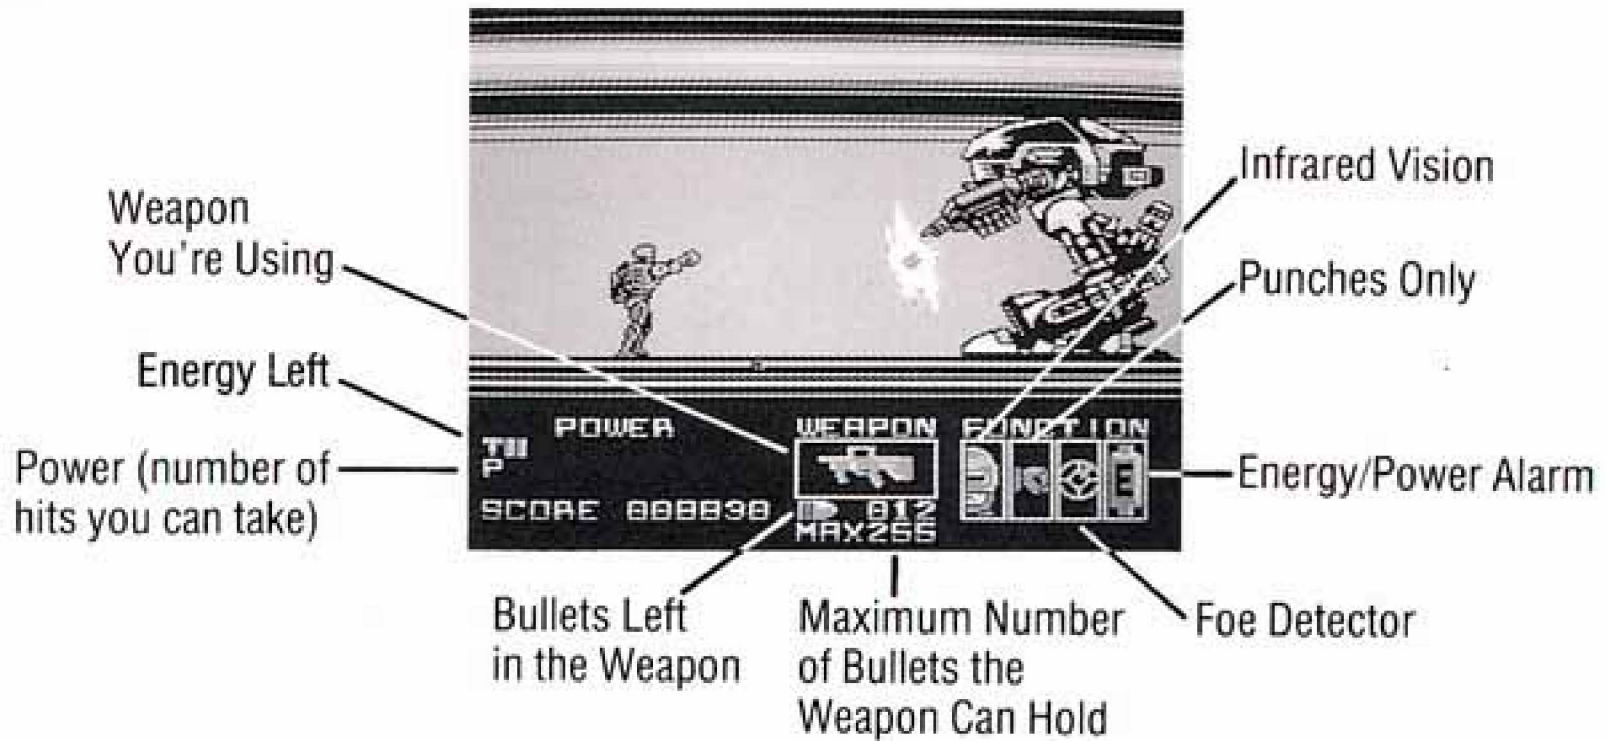 Infrared Vision
Weapon
You're Using
Punches Only
Energy Left
POWER
WEAPON
FUNCTION
T
P
E
Power (number of
hits you can take)
Energy/Power Alarm
SCORE 008890
012
MAX255
Bullets Left
in the Weapon
Maximum Number
of Bullets the
Weapon Can Hold
Foe Detector